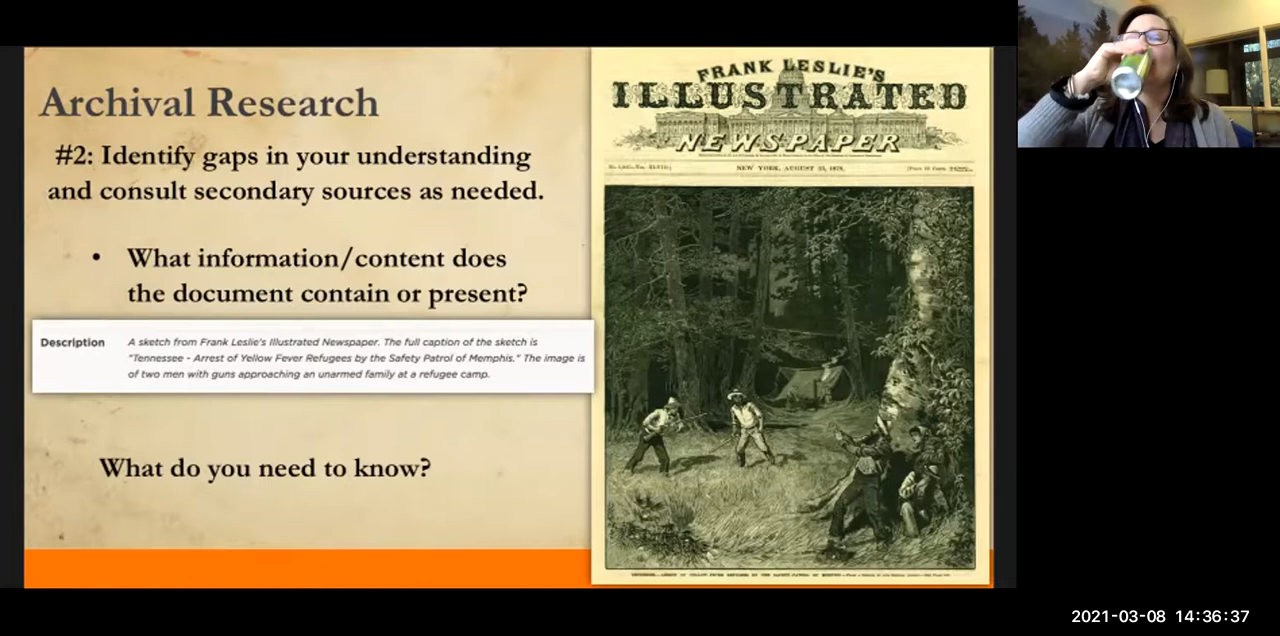 Archival Research
#2: Identify gaps in your understanding
and consult secondary sources as needed.
• What information/content does
the document contain or present?
Description A sketch from Frank Leslie's Illustrated Newspaper. The full caption of the sketch is
"Tennessee - Arrest of Yellow Fever Refugees by the Safety Patrol of Memphis." The image is
of two men with guns approaching an unarmed family at a refugee camp.
What do you need to know?
FRANK LESLIE'S
ILLUSTRATED
NEWSPAPER
NEW YORK, AUGUST
2021-03-08 14:36:37